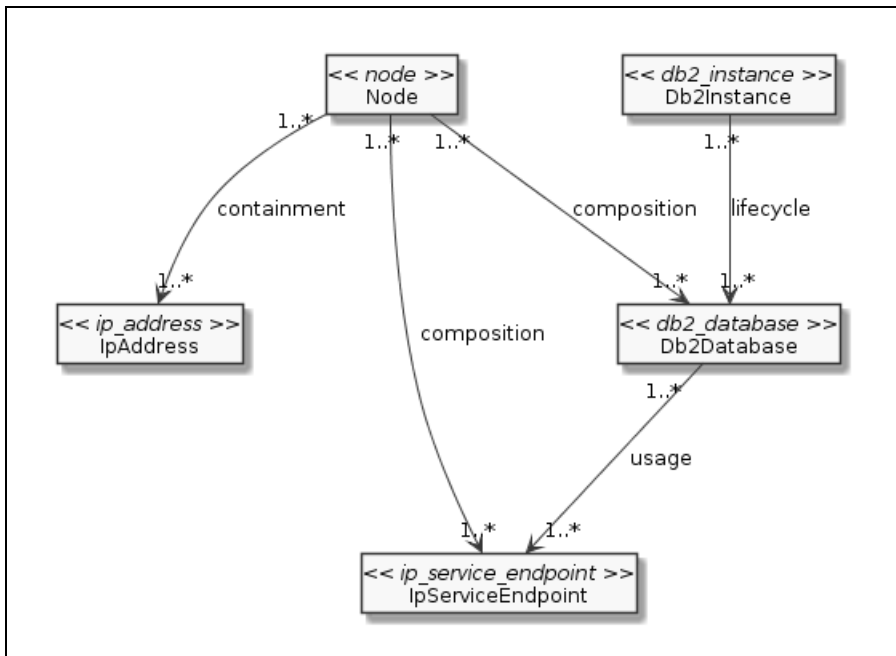 << node >>
Node
<< db2_instance >>
Db2Instance
1..*
1..*
1..*
1..*
containment
composition
lifecycle
1..*
1..*
1..*
<< ip_address >>
IpAddress
composition
<< db2_database >>
Db2Database
1..*
usage
1..*
1..*
<< ip_service_endpoint >>
IpServiceEndpoint